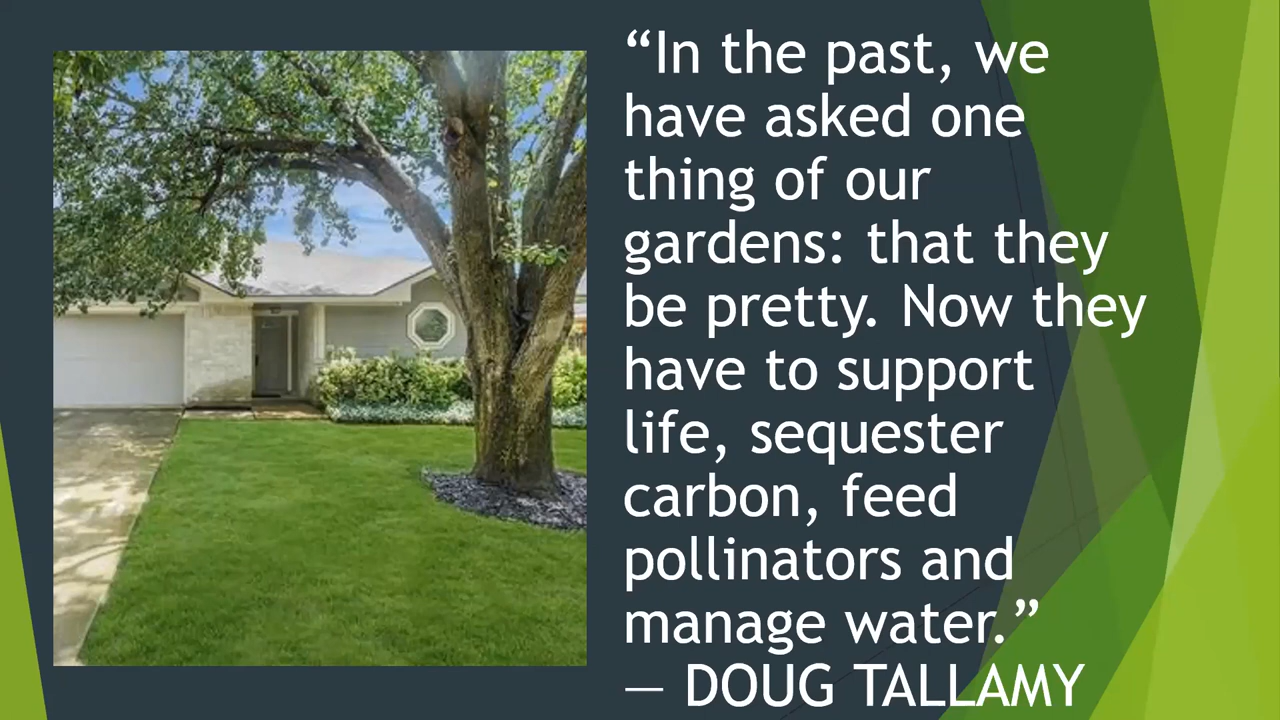 “In the past, we
have asked one
thing of our
gardens: that they
be pretty. Now they
have to support
life, sequester
carbon, feed
pollinators and
manage water.”
— DOUG TALLAMY